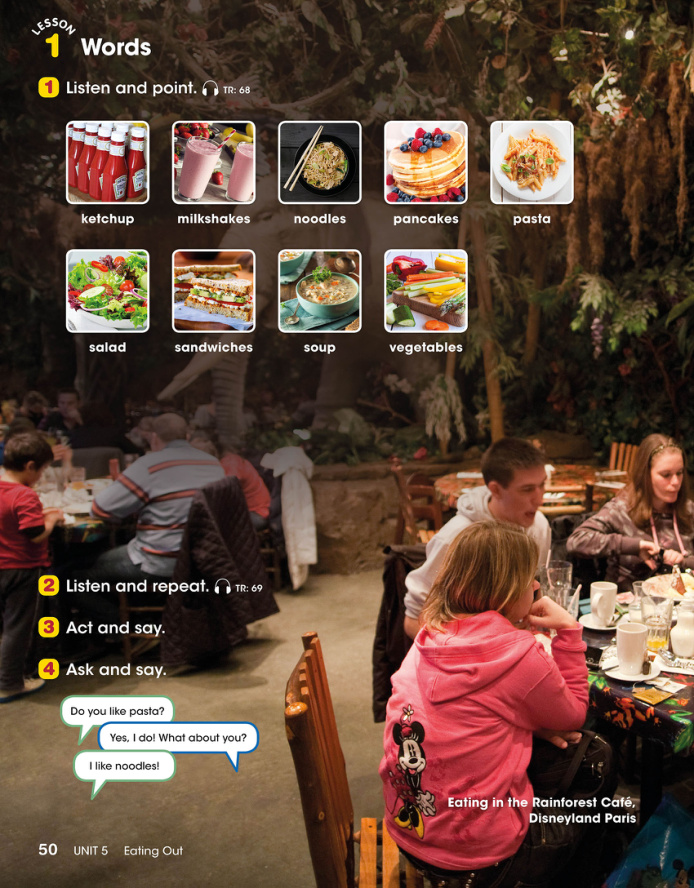 LESSON
1 Words
1 Listen and point. TR: 68
ketchup milkshakes noodles pancakes pasta
salad sandwiches soup vegetables
2 Listen and repeat. TR: 69
3 Act and say.
4 Ask and say.
Do you like pasta?
Yes, I do! What about you?
I like noodles!
Eating in the Rainforest Café,
Disneyland Paris
50 UNIT 5 Eating Out